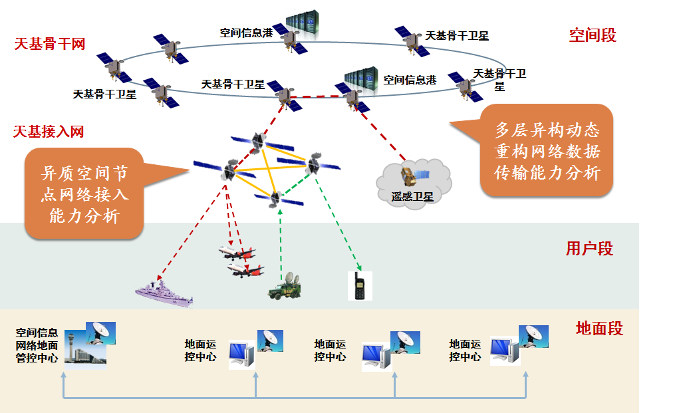 空间信息港
天基骨干卫星
空间段
天基骨干网
天基骨干卫星
空间信息港
天基骨干卫
星
天基骨干卫星
天基接入网
多层异构动态
重构网络数据
传输能力分析
异质空间节
点网络接入
能力分析
遥感卫星
用户段
地面段
空间信息
网络地面
管控中心
地面运
控中心
地面运
控中心
地面运
控中心